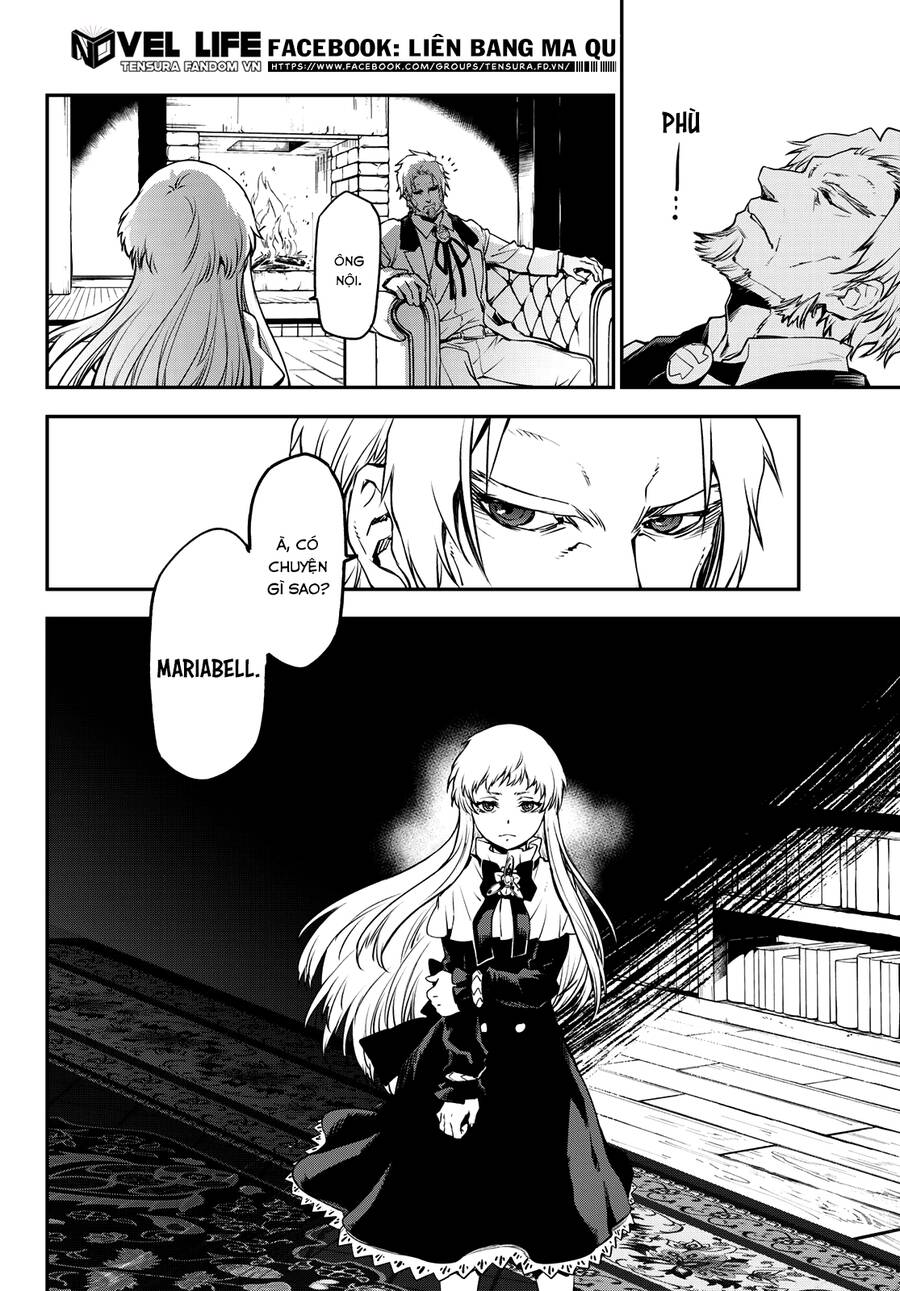 NOVEL LIFE
TENSURA FANDOM VN
FACEBOOK: LIÊN BANG MA QU
HTTPS://WWW.FACEBOOK.COM/GROUPS/TENSURA.FD.VN/
PHÙ
ÔNG
NỘI.
À, CÓ
CHUYỆN
GÌ SAO?
MARIABELL.